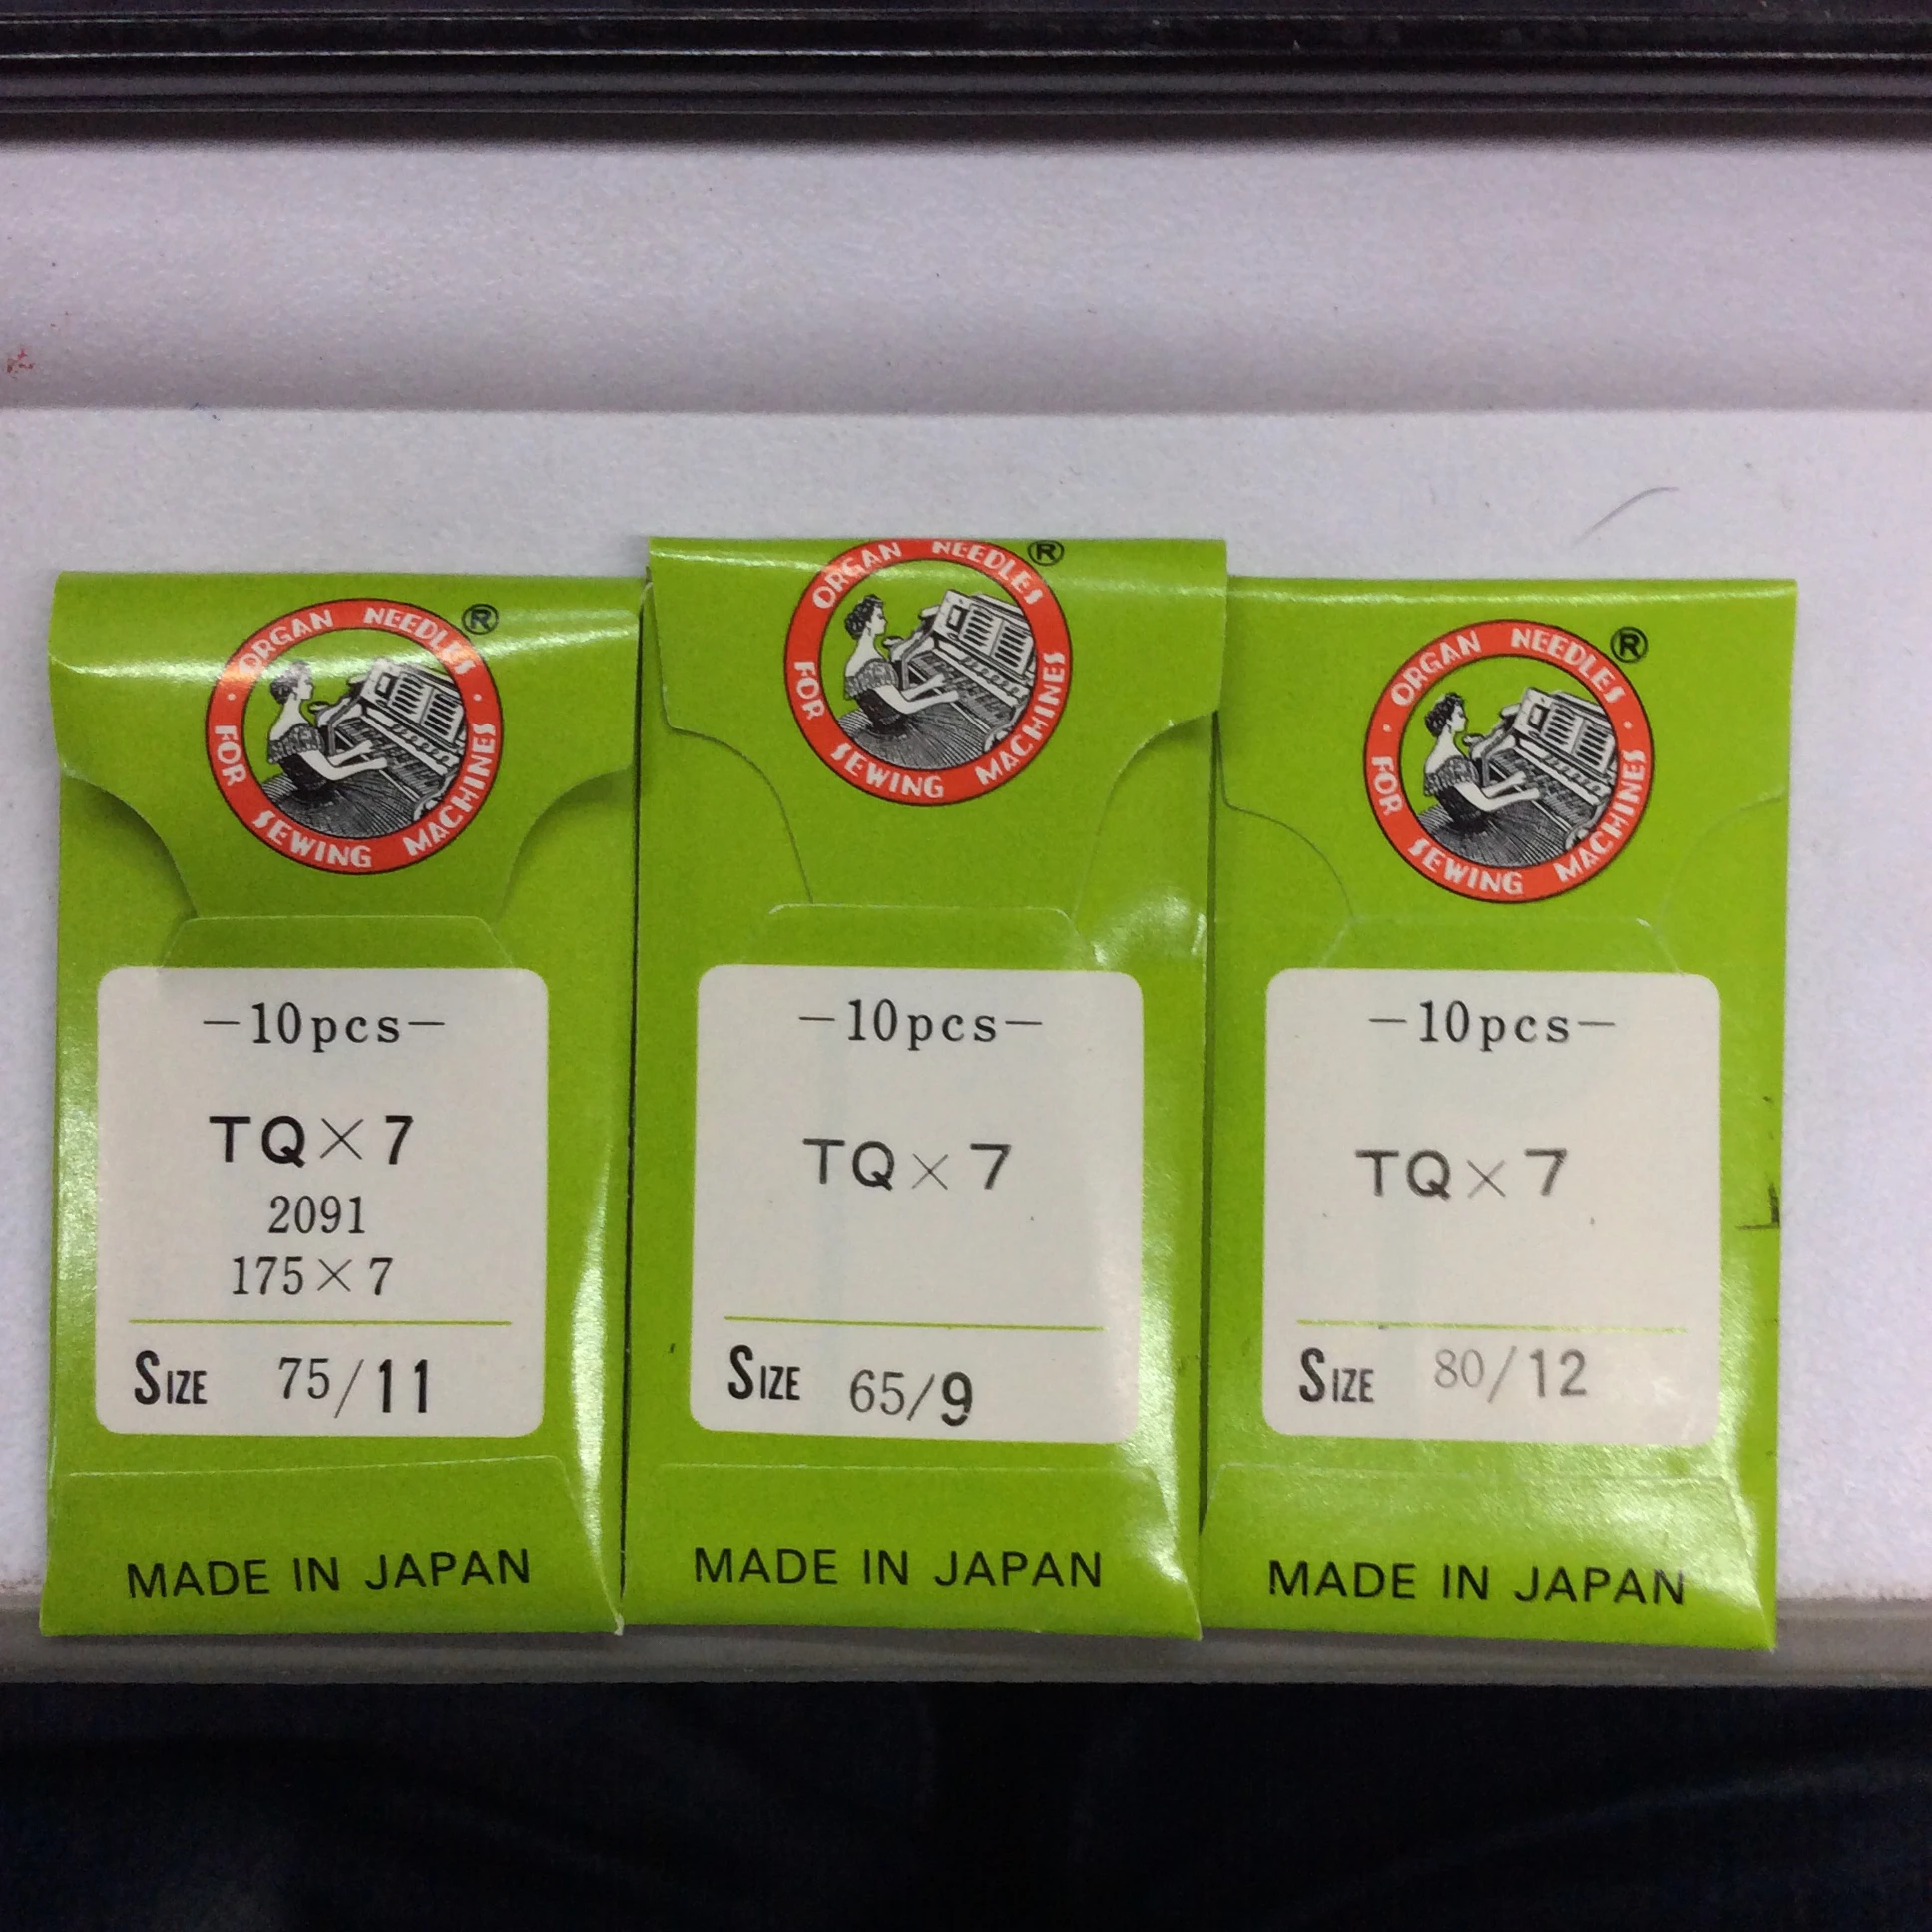 · ORGAN NEEDLES · ®
FOR SEWING MACHINES
-10pcs-
TQ×7
2091
175×7
SIZE 75/11
MADE IN JAPAN
ORGAN NEEDLES ®
FOR SEWING MACHINES
-10pcs-
TQ×7
SIZE 65/9
MADE IN JAPAN
· ORGAN NEEDLES · ®
FOR SEWING MACHINES
-10pcs-
TQ×7
SIZE 80/12
MADE IN JAPAN